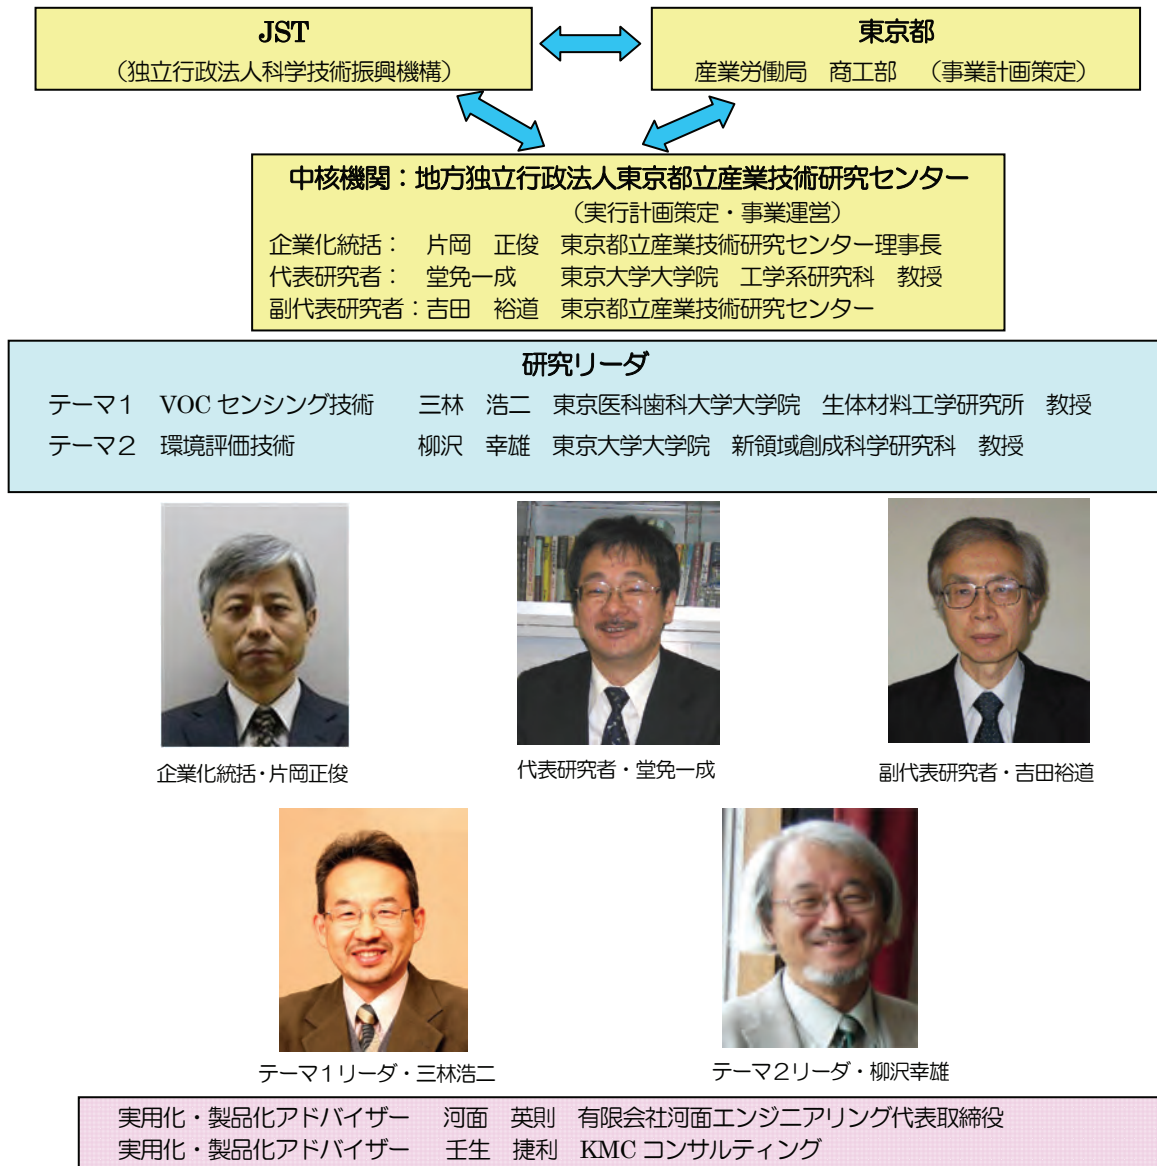 JST
（独立行政法人科学技術振興機構）
東京都
産業労働局　商工部　（事業計画策定）
中核機関：地方独立行政法人東京都立産業技術研究センター
（実行計画策定・事業運営）
企業化統括：　片岡　正俊　東京都立産業技術研究センター理事長
代表研究者：　堂免一成　　東京大学大学院　工学系研究科　教授
副代表研究者：吉田　裕道　東京都立産業技術研究センター
研究リーダ
テーマ１　VOC センシング技術　　三林　浩二　東京医科歯科大学大学院　生体材料工学研究所　教授
テーマ２　環境評価技術　　　　　柳沢　幸雄　東京大学大学院　新領域創成科学研究科　教授
企業化統括・片岡正俊
代表研究者・堂免一成
副代表研究者・吉田裕道
テーマ１リーダ・三林浩二
テーマ２リーダ・柳沢幸雄
実用化・製品化アドバイザー　　河面　英則　有限会社河面エンジニアリング代表取締役
実用化・製品化アドバイザー　　壬生　捷利　KMC コンサルティング